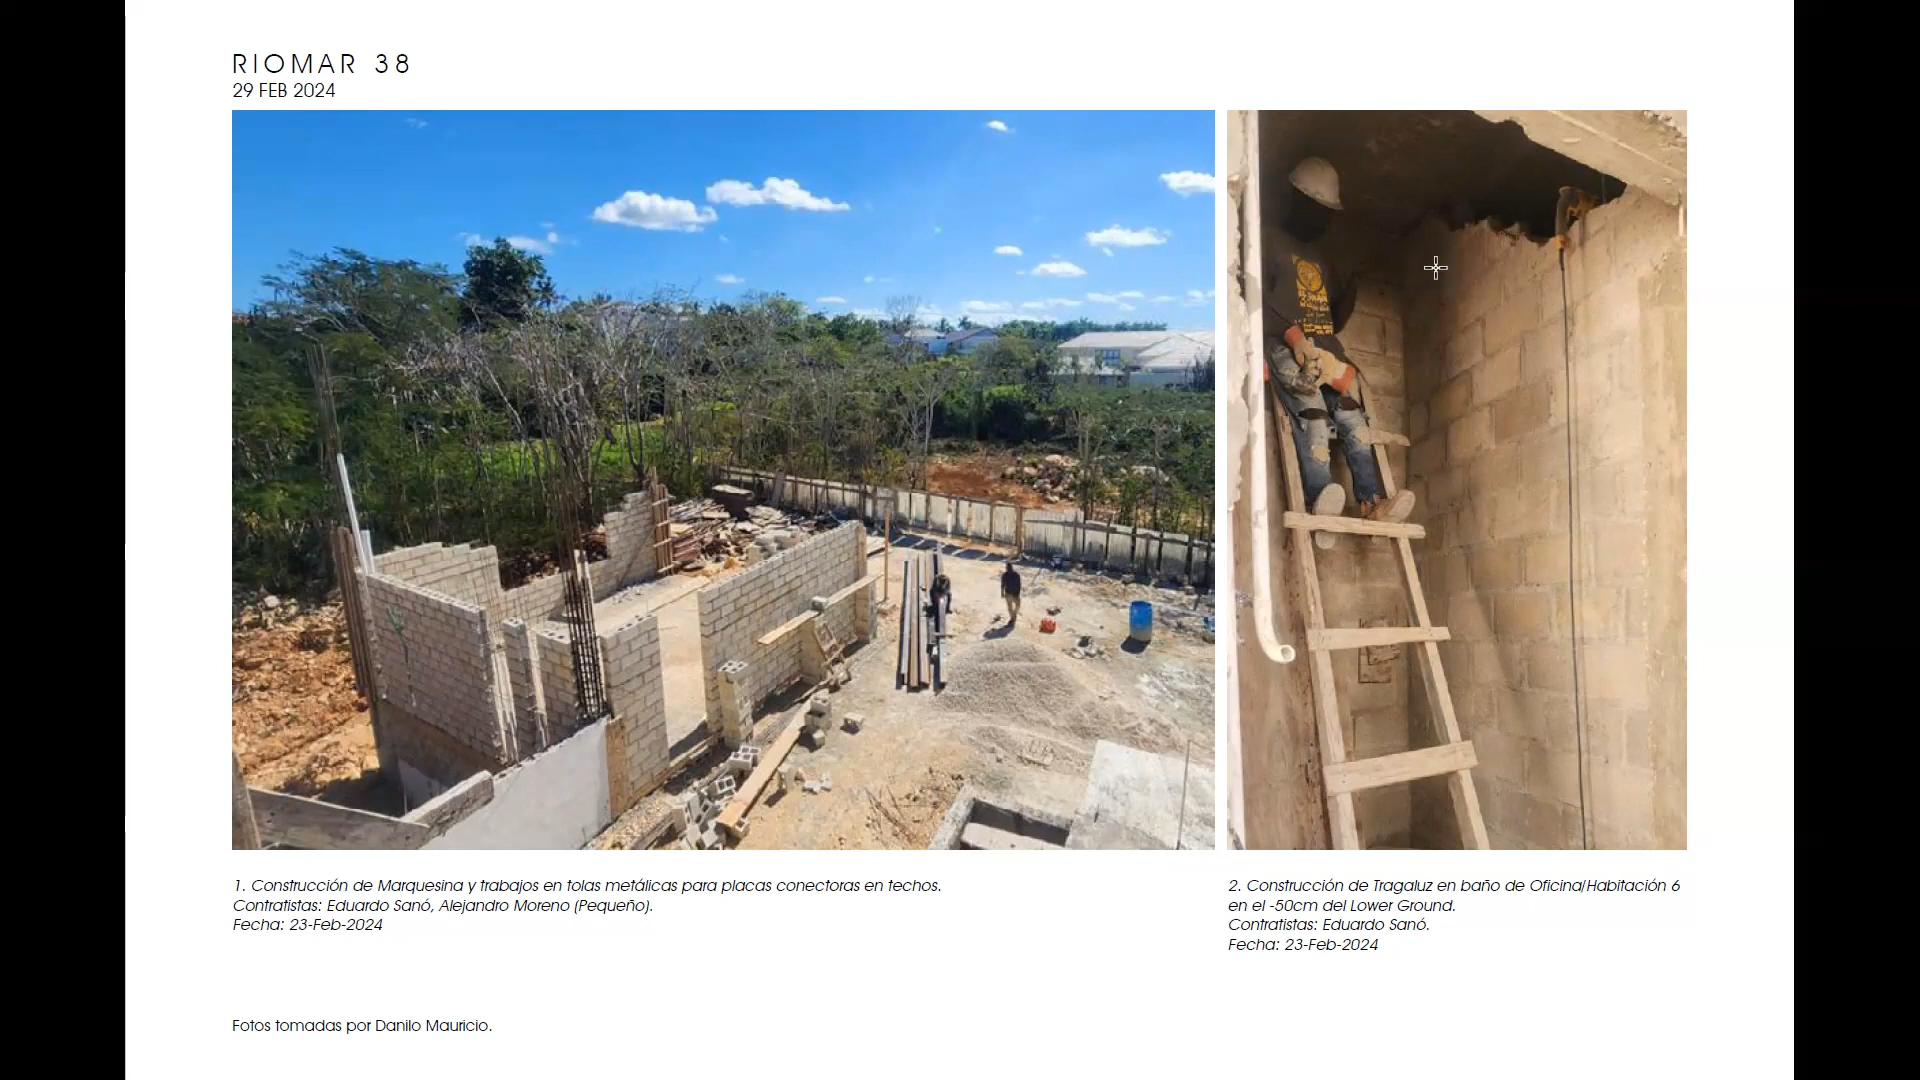 RIOMAR 38
29 FEB 2024
1. Construcción de Marquesina y trabajos en tolas metálicas para placas conectoras en techos.
Contratistas: Eduardo Sanó, Alejandro Moreno (Pequeño).
Fecha: 23-Feb-2024
2. Construcción de Tragaluz en baño de Oficina/Habitación 6
en el -50cm del Lower Ground.
Contratistas: Eduardo Sanó.
Fecha: 23-Feb-2024
Fotos tomadas por Danilo Mauricio.